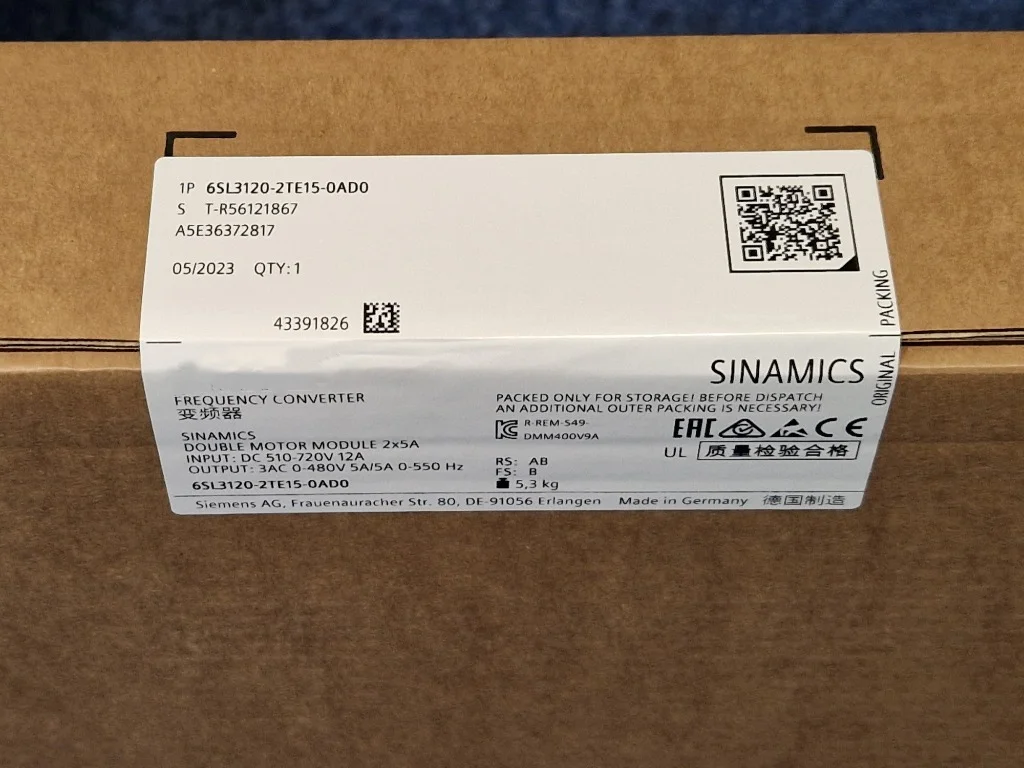 1P 6SL3120-2TE15-0AD0
S T-R56121867
A5E36372817
05/2023 QTY:1
43391826
ORIGINAL PACKING
SINAMICS
FREQUENCY CONVERTER
变频器
SINAMICS
DOUBLE MOTOR MODULE 2x5A
INPUT: DC 510-720V 12A
OUTPUT: 3AC 0-480V 5A/5A 0-550 Hz
6SL3120-2TE15-0AD0
PACKED ONLY FOR STORAGE! BEFORE DISPATCH
AN ADDITIONAL OUTER PACKING IS NECESSARY!
R-REM-S49-
DMM400V9A
EAC CE
UL 质量检验合格
RS: AB
FS: B
5,3 kg
Siemens AG, Frauenauracher Str. 80, DE-91056 Erlangen Made in Germany 德国制造